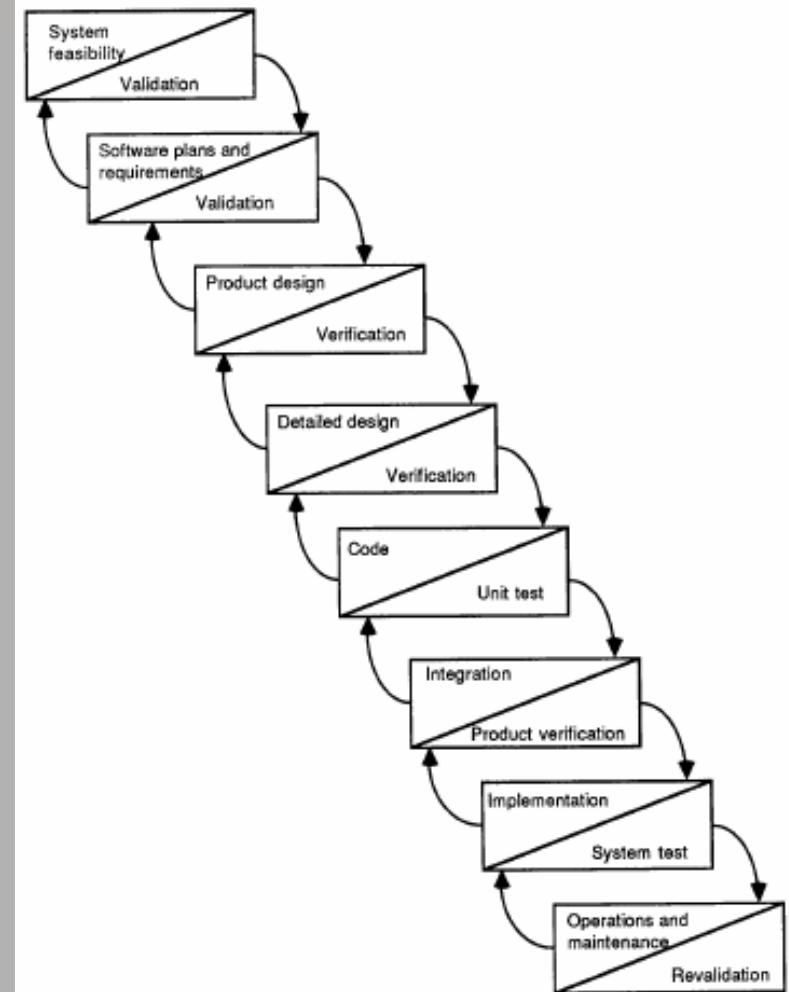 System
feasibility
Validation
Software plans and
requirements
Validation
Product design
Verification
Detailed design
Verification
Code
Unit test
Integration
Product verification
Implementation
System test
Operations and
maintenance
Revalidation